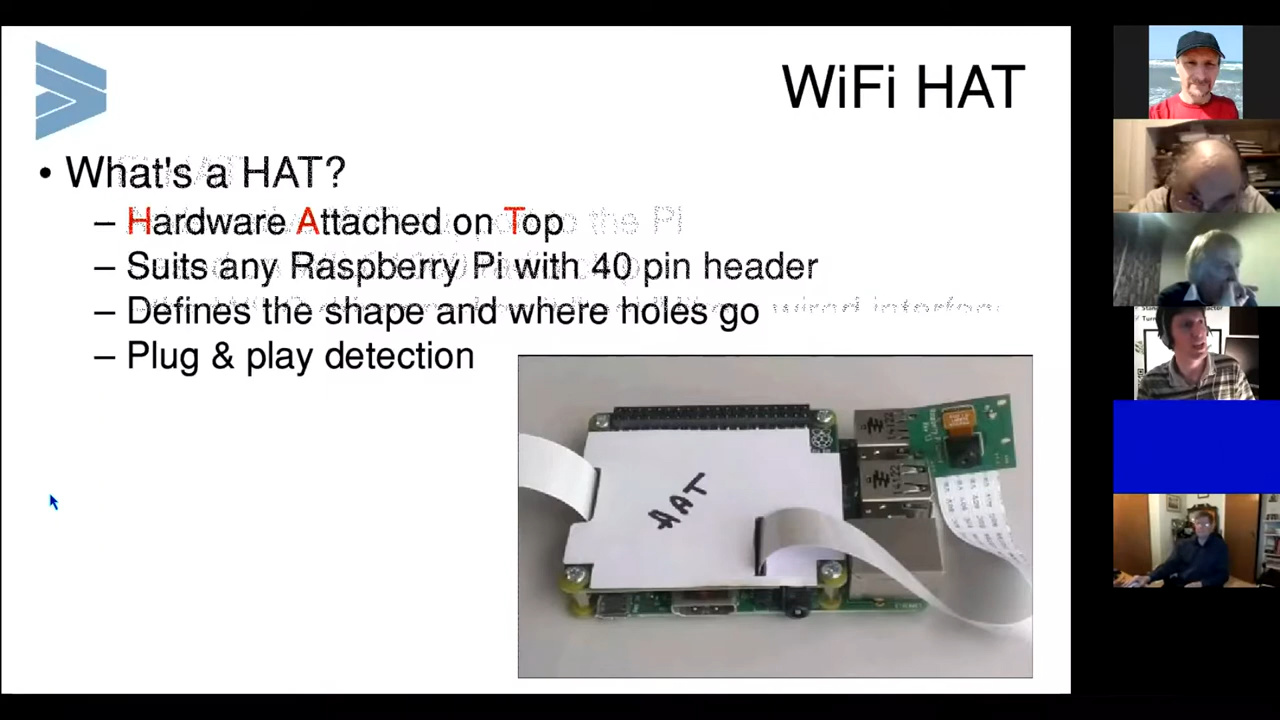 WiFi HAT
• What's a HAT?
– Hardware Attached on Top
– Suits any Raspberry Pi with 40 pin header
– Defines the shape and where holes go
– Plug & play detection
HAT